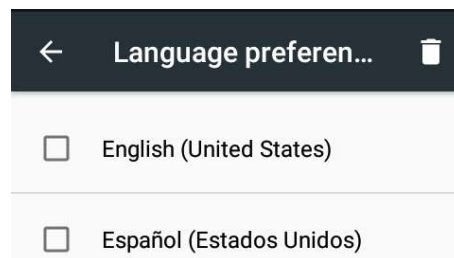 Language preferen...
English (United States)
Español (Estados Unidos)